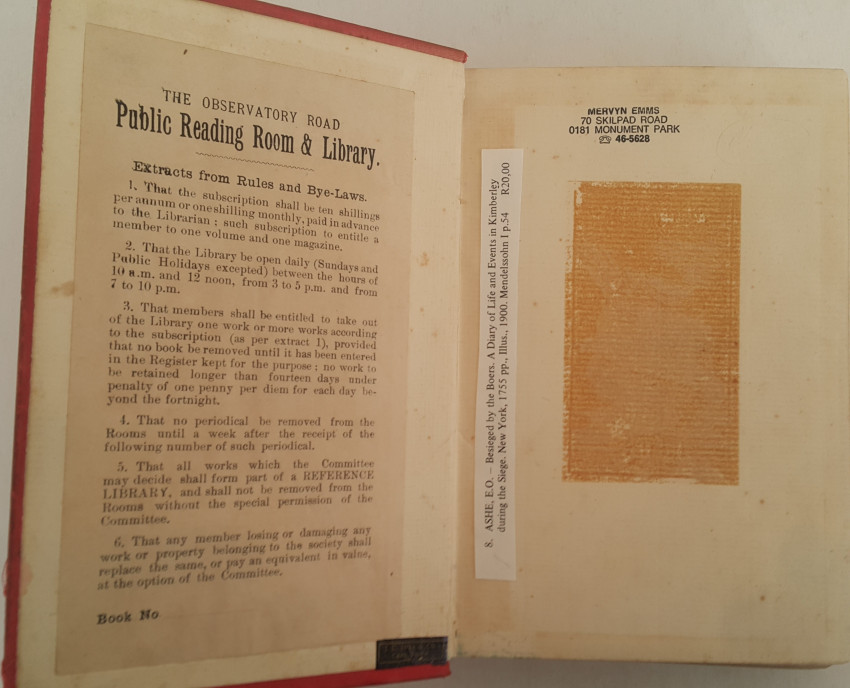 THE OBSERVATORY ROAD
Public Reading Room & Library.
Extracts from Rules and Bye-Laws.
1. That the subscription shall be ten shillings
per annum or one shilling monthly, paid in advance
to the Librarian; such subscription to entitle a
member to one volume and one magazine.
2. That the Library be open daily (Sundays and
Public Holidays excepted) between the hours of
10 a.m. and 12 noon, from 3 to 5 p.m. and from
7 to 10 p.m.
3. That members shall be entitled to take out
of the Library one work or more works according
to the subscription (as per extract 1), provided
that no book be removed until it has been entered
in the Register kept for the purpose; no work to
be retained longer than fourteen days under
penalty of one penny per diem for each day be-
yond the fortnight.
4. That no periodical be removed from the
Rooms until a week after the receipt of the
following number of such periodical.
5. That all works which the Committee
may decide shall form part of a REFERENCE
LIBRARY, and shall not be removed from the
Rooms without the special permission of the
Committee.
6. That any member losing or damaging any
work or property belonging to the society shall
replace the same, or pay an equivalent in value,
at the option of the Committee.
Book No
MERVYN EMMS
70 SKILPAD ROAD
0181 MONUMENT PARK
☎ 46-5628
8. ASHE, E.O. — Besieged by the Boers. A Diary of Life and Events in Kimberley
during the Siege. New York, 1755 pp., Illus., 1900. Mendelssohn I p.54 R20,00